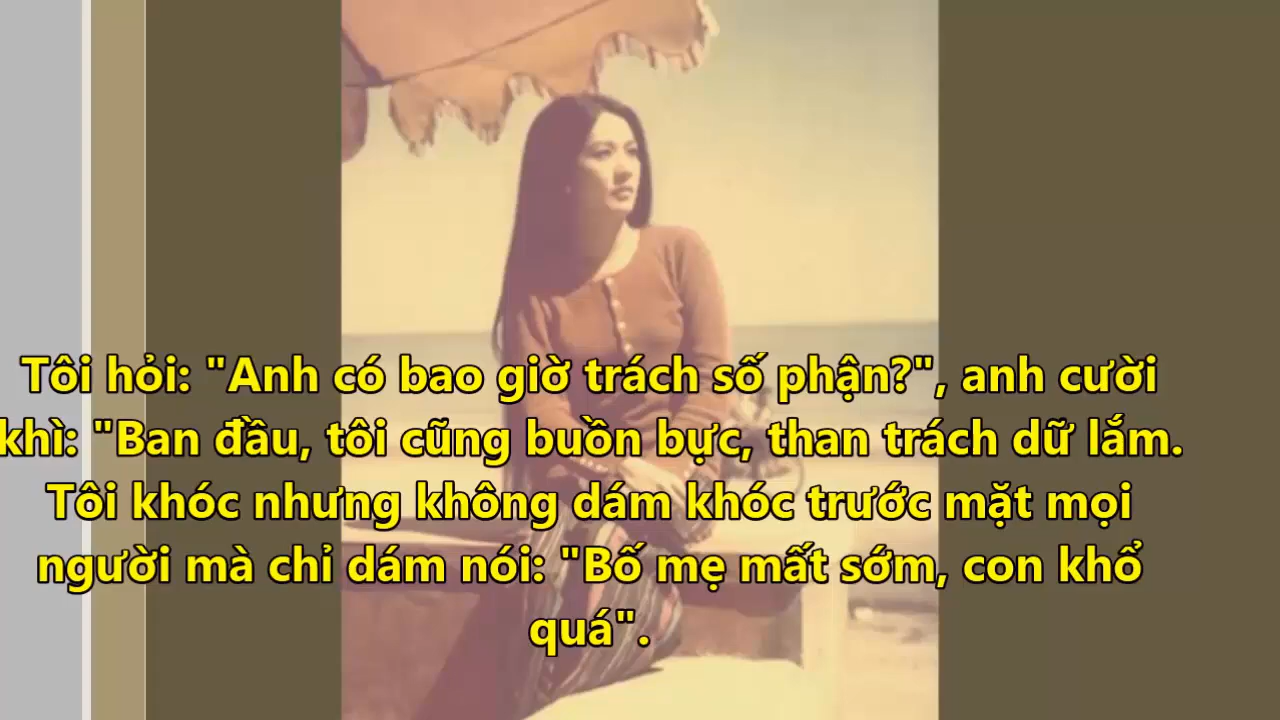 Tôi hỏi: "Anh có bao giờ trách số phận?", anh cười
khì: "Ban đầu, tôi cũng buồn bực, than trách dữ lắm.
Tôi khóc nhưng không dám khóc trước mặt mọi
người mà chỉ dám nói: "Bố mẹ mất sớm, con khổ
quá".